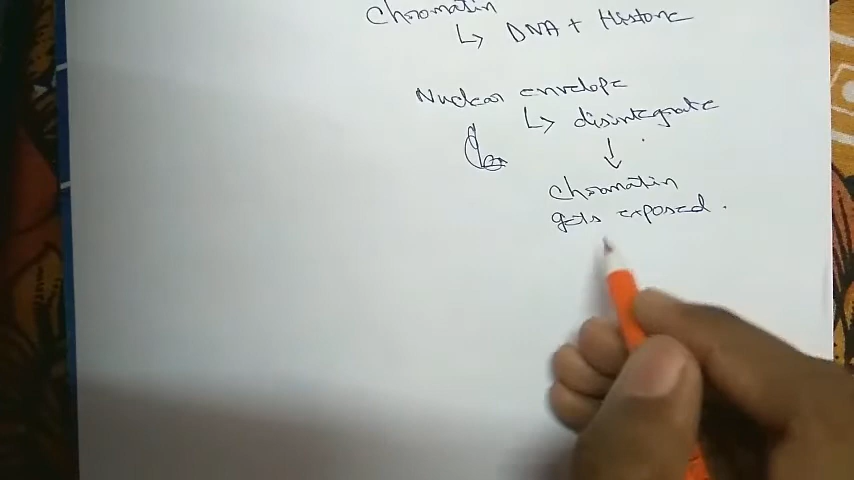 Chromatin
↳ DNA + Histone
Nuclear envelope
↳ disintegrate
↓
Chromatin
gets exposed.